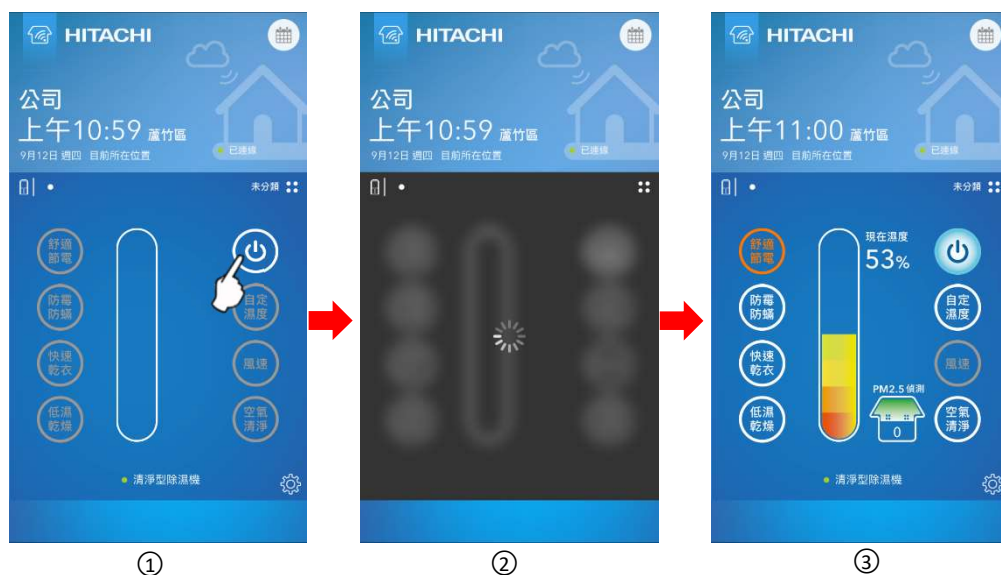 HITACHI
公司
上午10:59 蘆竹區
9月12日 週四 目前所在位置
已連線
未分類
舒適
節電
防霉
防蟎
快速
乾衣
低濕
乾燥
自定
濕度
風速
空氣
清淨
清淨型除濕機
①
HITACHI
公司
上午10:59 蘆竹區
9月12日 週四 目前所在位置
已連線
②
HITACHI
公司
上午11:00 蘆竹區
9月12日 週四 目前所在位置
已連線
未分類
舒適
節電
防霉
防蟎
快速
乾衣
低濕
乾燥
現在濕度
53%
PM2.5 偵測
0
自定
濕度
風速
空氣
清淨
清淨型除濕機
③